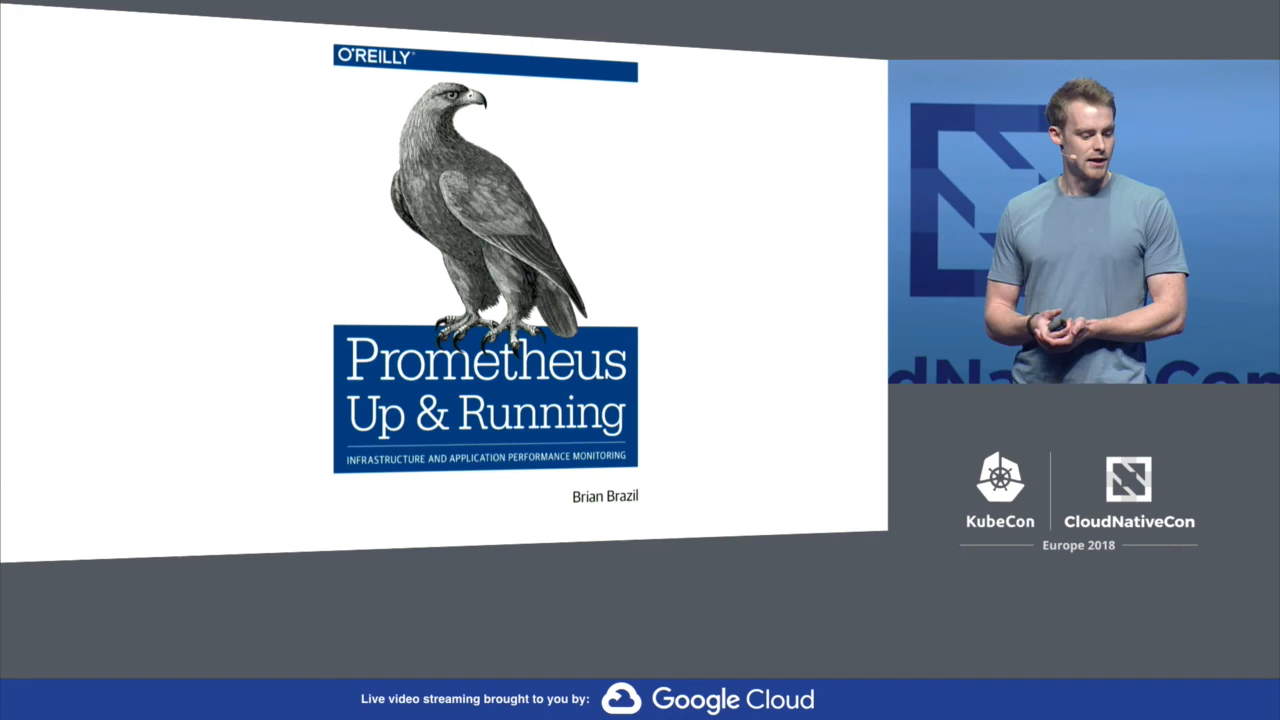 O'REILLY®
Prometheus
Up & Running
INFRASTRUCTURE AND APPLICATION PERFORMANCE MONITORING
Brian Brazil
dNativeCon
KubeCon
CloudNativeCon
Europe 2018
Live video streaming brought to you by:
Google Cloud